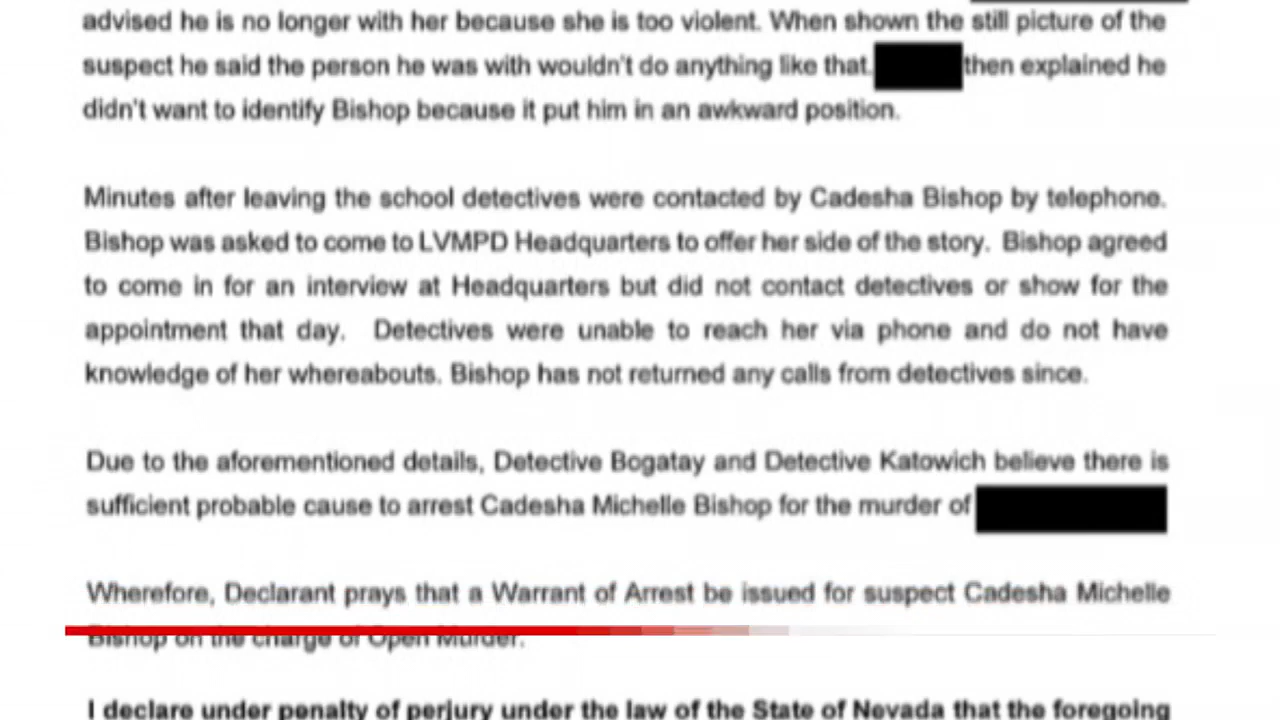 advised he is no longer with her because she is too violent. When shown the still picture of the
suspect he said the person he was with wouldn't do anything like that. then explained he
didn't want to identify Bishop because it put him in an awkward position.
Minutes after leaving the school detectives were contacted by Cadesha Bishop by telephone.
Bishop was asked to come to LVMPD Headquarters to offer her side of the story. Bishop agreed
to come in for an interview at Headquarters but did not contact detectives or show for the
appointment that day. Detectives were unable to reach her via phone and do not have
knowledge of her whereabouts. Bishop has not returned any calls from detectives since.
Due to the aforementioned details, Detective Bogatay and Detective Katowich believe there is
sufficient probable cause to arrest Cadesha Michelle Bishop for the murder of
Wherefore, Declarant prays that a Warrant of Arrest be issued for suspect Cadesha Michelle
Bishop on the charge of Open Murder.
I declare under penalty of perjury under the law of the State of Nevada that the foregoing